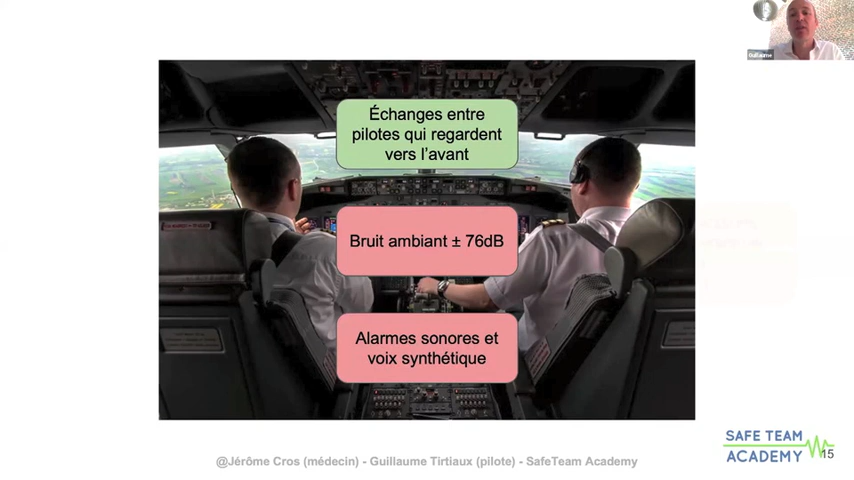 Guillaume
Échanges entre
pilotes qui regardent
vers l'avant
Bruit ambiant ± 76dB
Alarmes sonores et
voix synthétique
SAFE TEAM
ACADEMY
15
@Jérôme Cros (médecin) - Guillaume Tirtiaux (pilote) - SafeTeam Academy